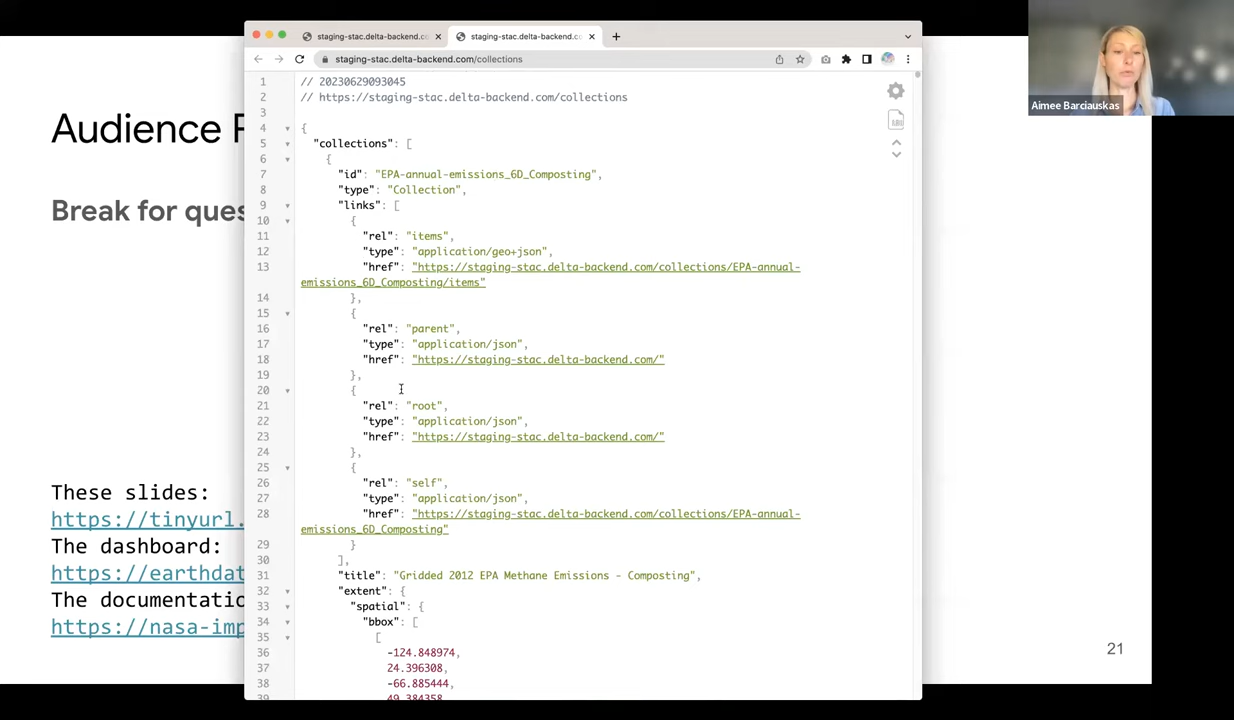 Audience
Break for ques
These slides:
https://tinyurl.
The dashboard:
https://earthdat
The documentatio
https://nasa-imp
21
Aimee Barciauskas
staging-stac.delta-backend.co
staging-stac.delta-backend.co
staging-stac.delta-backend.com/collections
1 // 20230629093045
2 // https://staging-stac.delta-backend.com/collections
3
4 {
5 "collections": [
6 {
7 "id": "EPA-annual-emissions_6D_Composting",
8 "type": "Collection",
9 "links": [
10 {
11 "rel": "items",
12 "type": "application/geo+json",
13 "href": "https://staging-stac.delta-backend.com/collections/EPA-annual-
emissions_6D_Composting/items"
14 },
15 {
16 "rel": "parent",
17 "type": "application/json",
18 "href": "https://staging-stac.delta-backend.com/"
19 },
20 {
21 "rel": "root",
22 "type": "application/json",
23 "href": "https://staging-stac.delta-backend.com/"
24 },
25 {
26 "rel": "self",
27 "type": "application/json",
28 "href": "https://staging-stac.delta-backend.com/collections/EPA-annual-
emissions_6D_Composting"
29 }
30 ],
31 "title": "Gridded 2012 EPA Methane Emissions - Composting",
32 "extent": {
33 "spatial": {
34 "bbox": [
35 [
36 -124.848974,
37 24.396308,
38 -66.885444,
39 49.384358